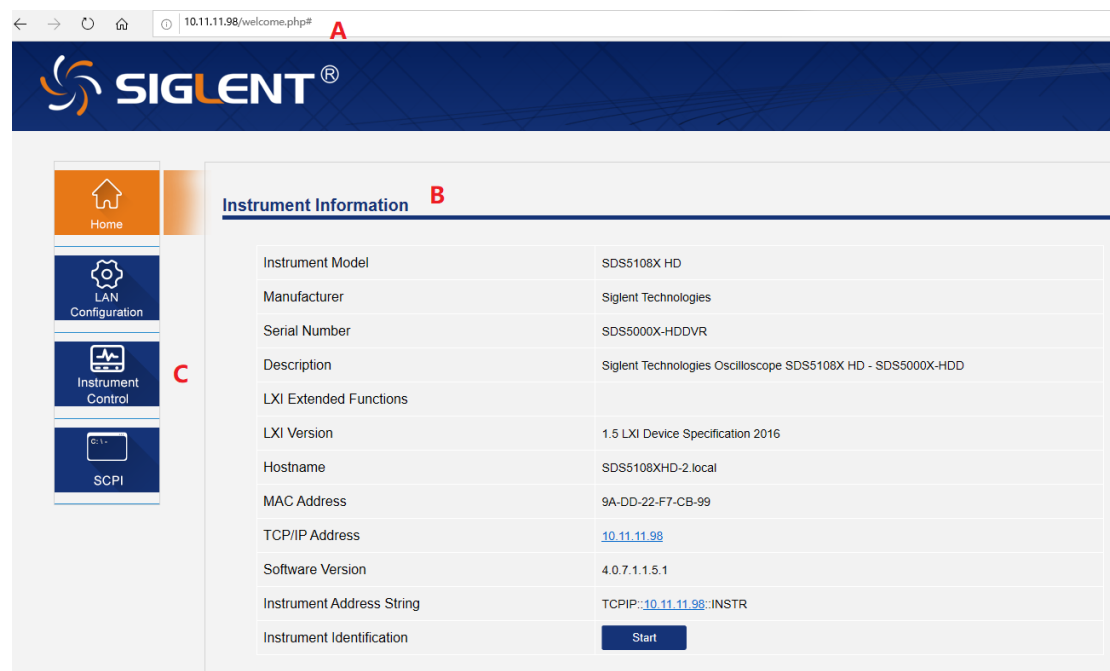 10.11.11.98/welcome.php#
A
SIGLENT®
Home
LAN
Configuration
Instrument
Control
C
C:\-
SCPI
Instrument Information B
Instrument Model SDS5108X HD
Manufacturer Siglent Technologies
Serial Number SDS5000X-HDDVR
Description Siglent Technologies Oscilloscope SDS5108X HD - SDS5000X-HDD
LXI Extended Functions
LXI Version 1.5 LXI Device Specification 2016
Hostname SDS5108XHD-2.local
MAC Address 9A-DD-22-F7-CB-99
TCP/IP Address 10.11.11.98
Software Version 4.0.7.1.1.5.1
Instrument Address String TCPIP::10.11.11.98::INSTR
Instrument Identification Start